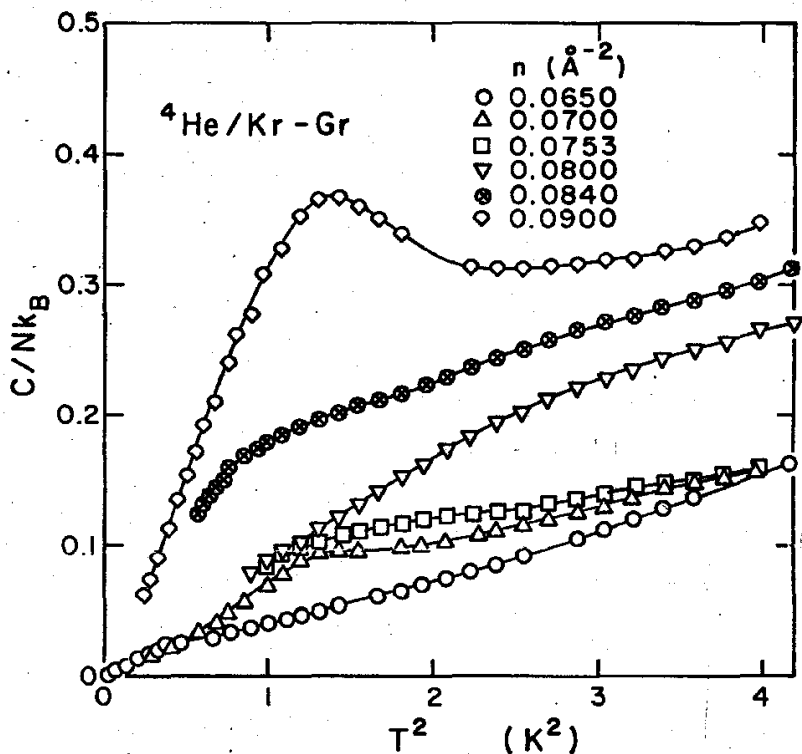 0.5
0.4
0.3
0.2
0.1
0
C/Nk_B
⁴He/Kr-Gr
n (Å⁻²)
○ 0.0650
△ 0.0700
□ 0.0753
▽ 0.0800
⊗ 0.0840
◇ 0.0900
0 1 2 3 4
T² (K²)